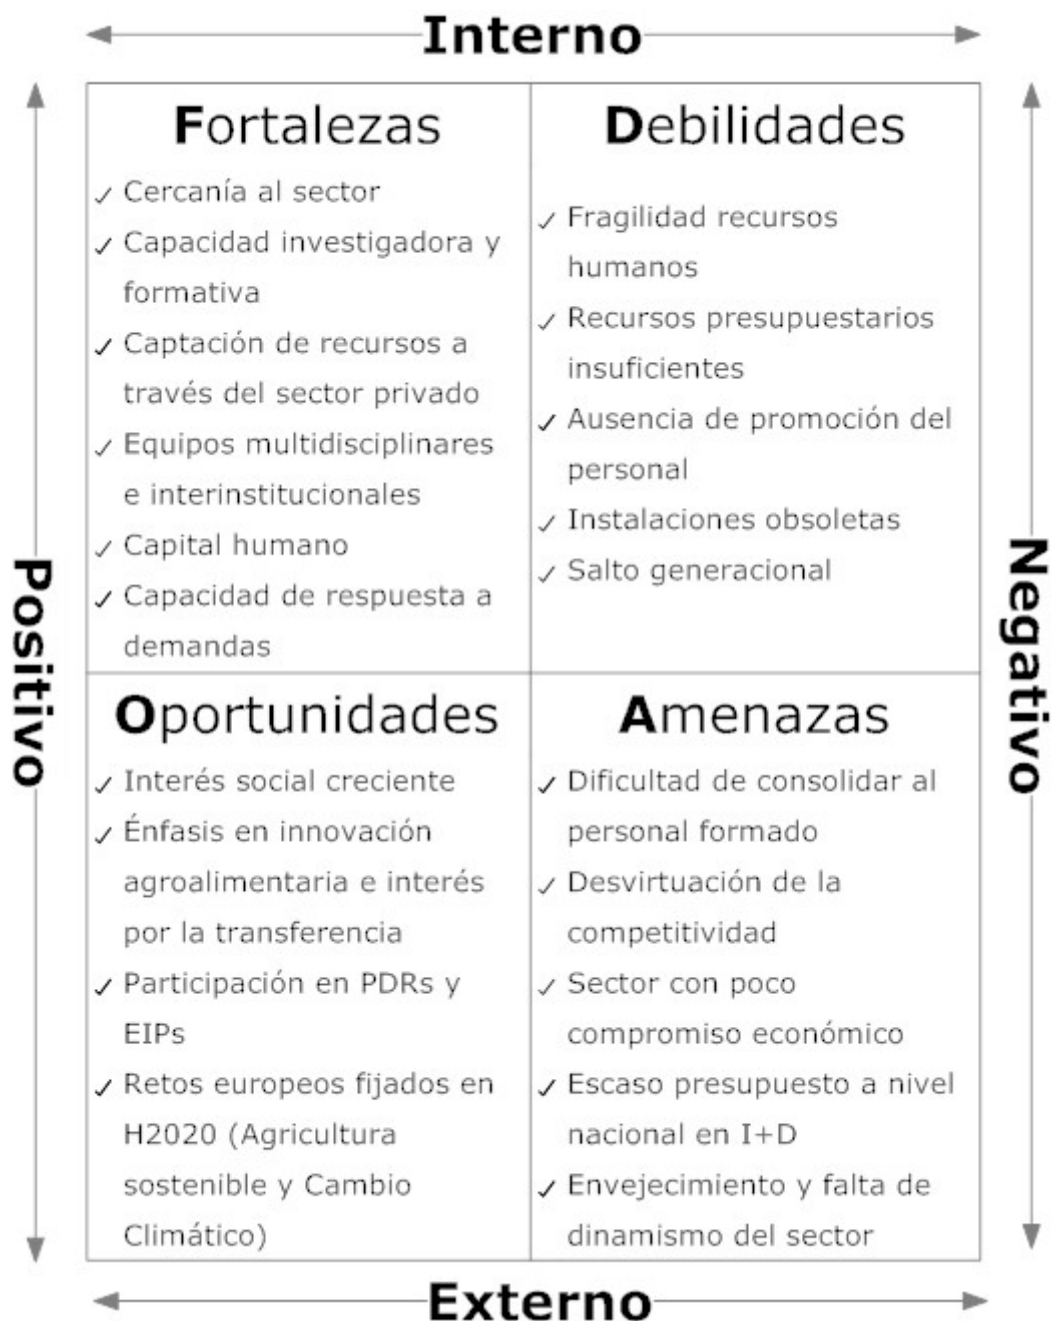 Interno
Fortalezas
✓ Cercanía al sector
✓ Capacidad investigadora y
formativa
✓ Captación de recursos a
través del sector privado
✓ Equipos multidisciplinares
e interinstitucionales
✓ Capital humano
✓ Capacidad de respuesta a
demandas
Debilidades
✓ Fragilidad recursos
humanos
✓ Recursos presupuestarios
insuficientes
✓ Ausencia de promoción del
personal
✓ Instalaciones obsoletas
✓ Salto generacional
Positivo
Negativo
Oportunidades
✓ Interés social creciente
✓ Énfasis en innovación
agroalimentaria e interés
por la transferencia
✓ Participación en PDRs y
EIPs
✓ Retos europeos fijados en
H2020 (Agricultura
sostenible y Cambio
Climático)
Amenazas
✓ Dificultad de consolidar al
personal formado
✓ Desvirtuación de la
competitividad
✓ Sector con poco
compromiso económico
✓ Escaso presupuesto a nivel
nacional en I+D
✓ Envejecimiento y falta de
dinamismo del sector
Externo